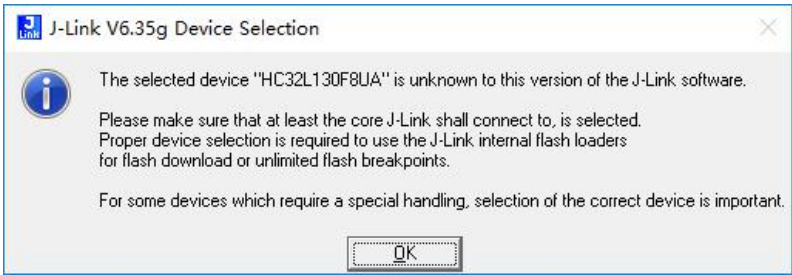 J-Link V6.35g Device Selection
The selected device "HC32L130F8UA" is unknown to this version of the J-Link software.
Please make sure that at least the core J-Link shall connect to, is selected.
Proper device selection is required to use the J-Link internal flash loaders
for flash download or unlimited flash breakpoints.
For some devices which require a special handling, selection of the correct device is important.
OK